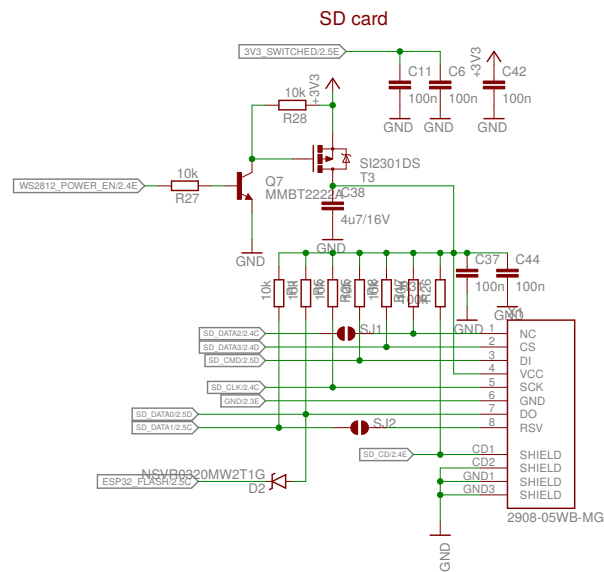 SD card
3V3_SWITCHED/2.5E
+3V3
C11
C6
C42
100n
100n
100n
GND
GND
GND
10k
R28
+3V3
SI2301DS
T3
WS2812_POWER_EN/2.4E
10k
R27
Q7
MMBT2222A
C38
4u7/16V
GND
GND
10k
10k
10k
10k
C37
C44
100n
100n
GND
GND
X1
SD_DATA2/2.4C
SJ1
1
NC
SD_DATA3/2.4D
2
CS
SD_CMD/2.5D
3
DI
4
VCC
SD_CLK/2.4C
5
SCK
GND/2.3E
6
GND
SD_DATA0/2.5D
7
DO
SD_DATA1/2.5C
SJ2
8
RSV
SD_CD/2.4E
CD1
SHIELD
CD2
SHIELD
NSVR0320MW2T1G
GND1
SHIELD
ESP32_FLASH/2.5C
D2
GND3
SHIELD
2908-05WB-MG
GND